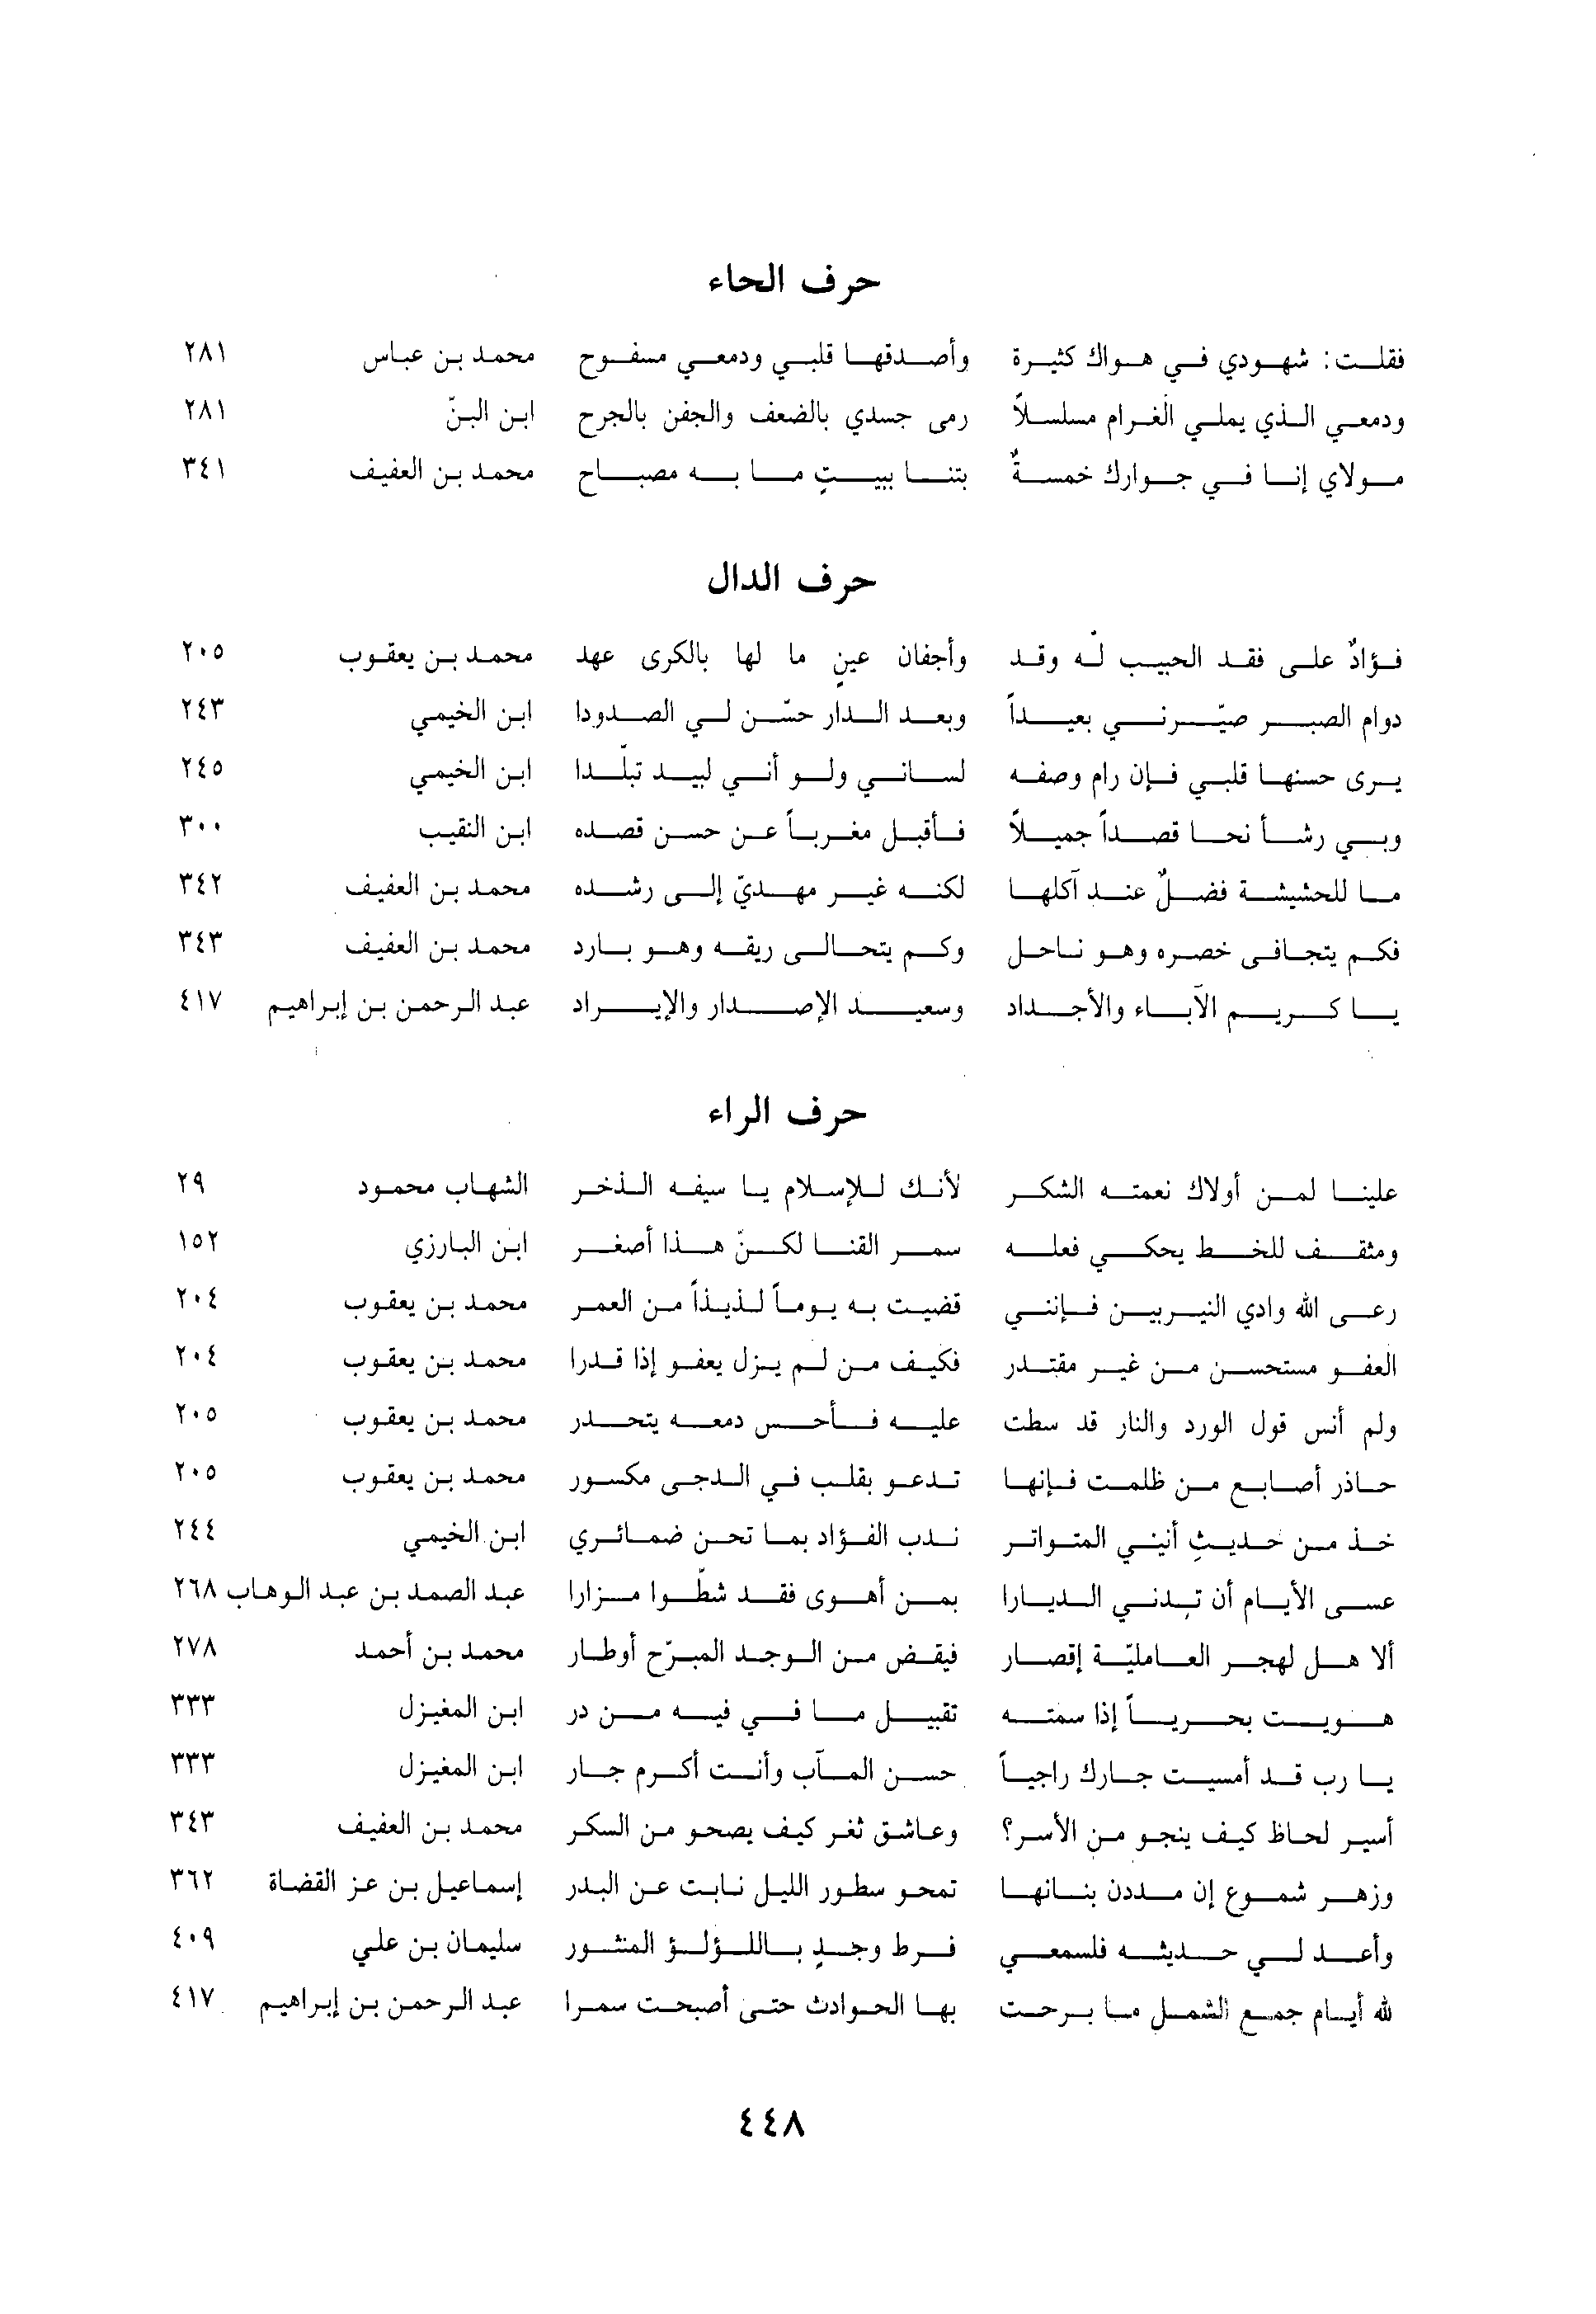 حرف الحاء
فقلت: شهودي في هواك كثيرة وأصدقها قلبي ودمعي مسفوح محمد بن عباس ٢٨١
ودمعي الذي يملي الغرام مسلسلاً رمى جسدي بالضعف والجفن بالجرح ابن البنّ ٢٨١
مولاي إنا في جوارك خمسةٌ بتنا ببيتٍ ما به مصباح محمد بن العفيف ٣٤١
حرف الدال
فؤادٌ على فقد الحبيب له وقد وأجفان عينٍ ما لها بالكرى عهد محمد بن يعقوب ٢٠٥
دوام الصبر صيّرني بعيداً وبعد الدار حسّن لي الصدودا ابن الخيمي ٢٤٣
يرى حسنها قلبي فإن رام وصفه لساني ولو أني لبيد تبلّدا ابن الخيمي ٢٤٥
وبي رشأ نحا قصداً جميلاً فأقبل مغرباً عن حسن قصده ابن النقيب ٣٠٠
ما للحشيشة فضلٌ عند آكلها لكنه غير مهديّ إلى رشده محمد بن العفيف ٣٤٢
فكم يتجافى خصره وهو ناحل وكم يتحالى ريقه وهو بارد محمد بن العفيف ٣٤٣
يا كريم الآباء والأجداد وسعيد الإصدار والإيراد عبد الرحمن بن إبراهيم ٤١٧
حرف الراء
علينا لمن أولاك نعمته الشكر لأنك للإسلام يا سيفه الذخر الشهاب محمود ٢٩
ومثقف للخط يحكي فعله سمر القنا لكنّ هذا أصفر ابن البارزي ١٥٢
رعى الله وادي النيربين فإنني قضيت به يوماً لذيذاً من العمر محمد بن يعقوب ٢٠٤
العفو مستحسن من غير مقتدر فكيف من لم يزل يعفو إذا قدرا محمد بن يعقوب ٢٠٤
ولم أنس قول الورد والنار قد سطت عليه فأحس دمعه يتحدر محمد بن يعقوب ٢٠٥
حاذر أصابع من ظلمت فإنها تدعو بقلب في الدجى مكسور محمد بن يعقوب ٢٠٥
خذ من حديثِ أنيني المتواتر ندب الفؤاد بما تحن ضمائري ابن الخيمي ٢٤٤
عسى الأيام أن تدني الديارا بمن أهوى فقد شطّوا مزارا عبد الصمد بن عبد الوهاب ٢٦٨
ألا هل لهجر العامليّة إقصار فيقض من الوجد المبرّح أوطار محمد بن أحمد ٢٧٨
هويت بحرياً إذا سمته تقبيل ما في فيه من در ابن المغيزل ٣٣٣
يا رب قد أمسيت جارك راجياً حسن المآب وأنت أكرم جار ابن المغيزل ٣٣٣
أسير لحاظ كيف ينجو من الأسر؟ وعاشق ثغر كيف يصحو من السكر محمد بن العفيف ٣٤٣
وزهر شموع إن مددن بنانها تمحو سطور الليل نابت عن البدر إسماعيل بن عز القضاة ٣٦٢
وأعد لي حديثه فلسمعي فرط وجدٍ باللؤلؤ المنثور سليمان بن علي ٤٠٩
لله أيام جمع الشمل ما برحت بها الحوادث حتى أصبحت سمرا عبد الرحمن بن إبراهيم ٤١٧
٤٤٨